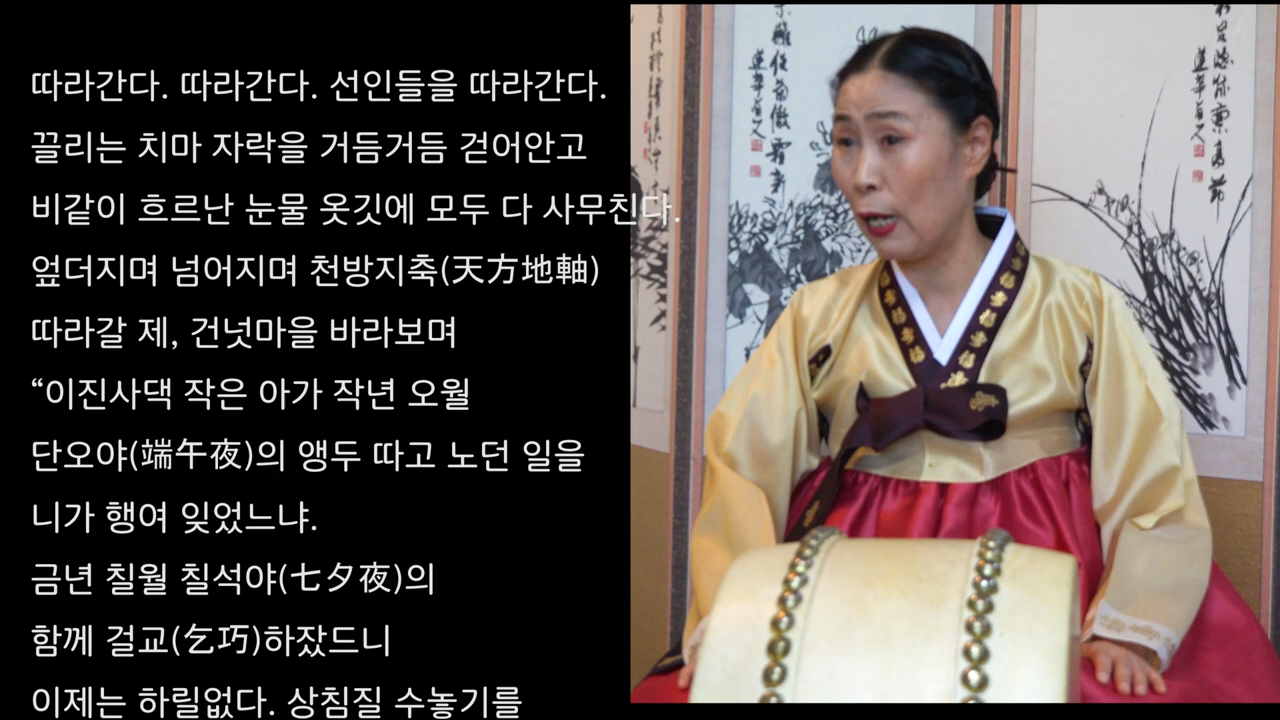 따라간다. 따라간다. 선인들을 따라간다.
끌리는 치마 자락을 거듬거듬 걷어안고
비같이 흐르난 눈물 옷깃에 모두 다 사무친다.
엎더지며 넘어지며 천방지축(天方地軸)
따라갈 제, 건넛마을 바라보며
“이진사댁 작은 아가 작년 오월
단오야(端午夜)의 앵두 따고 노던 일을
니가 행여 잊었느냐.
금년 칠월 칠석야(七夕夜)의
함께 걸교(乞巧)하잤드니
이제는 하릴없다. 상침질 수놓기를